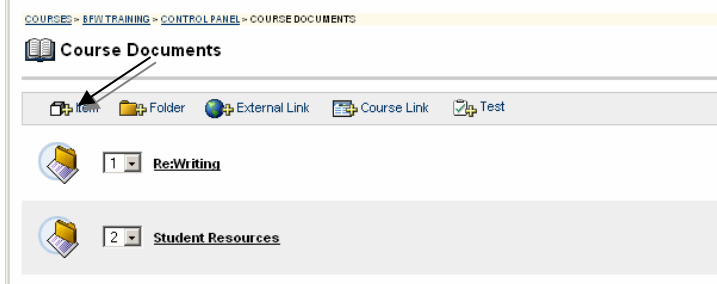 COURSES > BFW TRAINING > CONTROL PANEL > COURSE DOCUMENTS
Course Documents
Item Folder External Link Course Link Test
1 Re:Writing
2 Student Resources